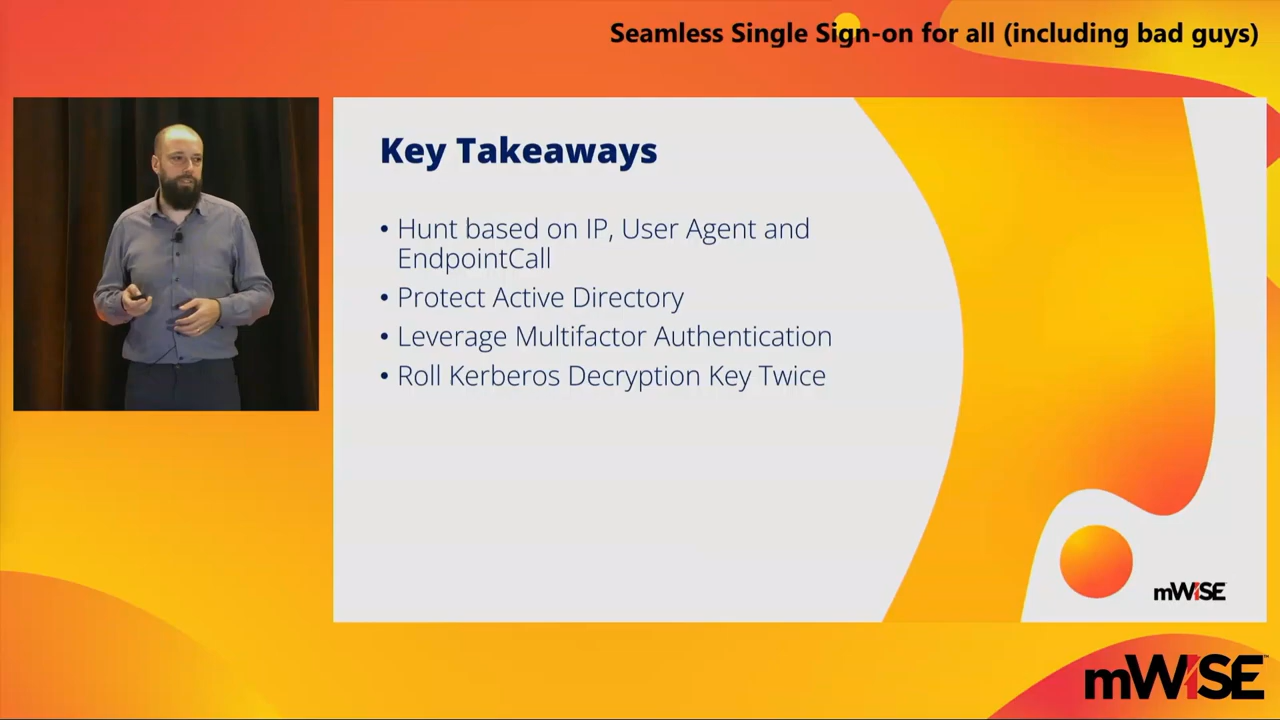 Seamless Single Sign-on for all (including bad guys)
Key Takeaways
• Hunt based on IP, User Agent and
EndpointCall
• Protect Active Directory
• Leverage Multifactor Authentication
• Roll Kerberos Decryption Key Twice
mWISE
mWISE™